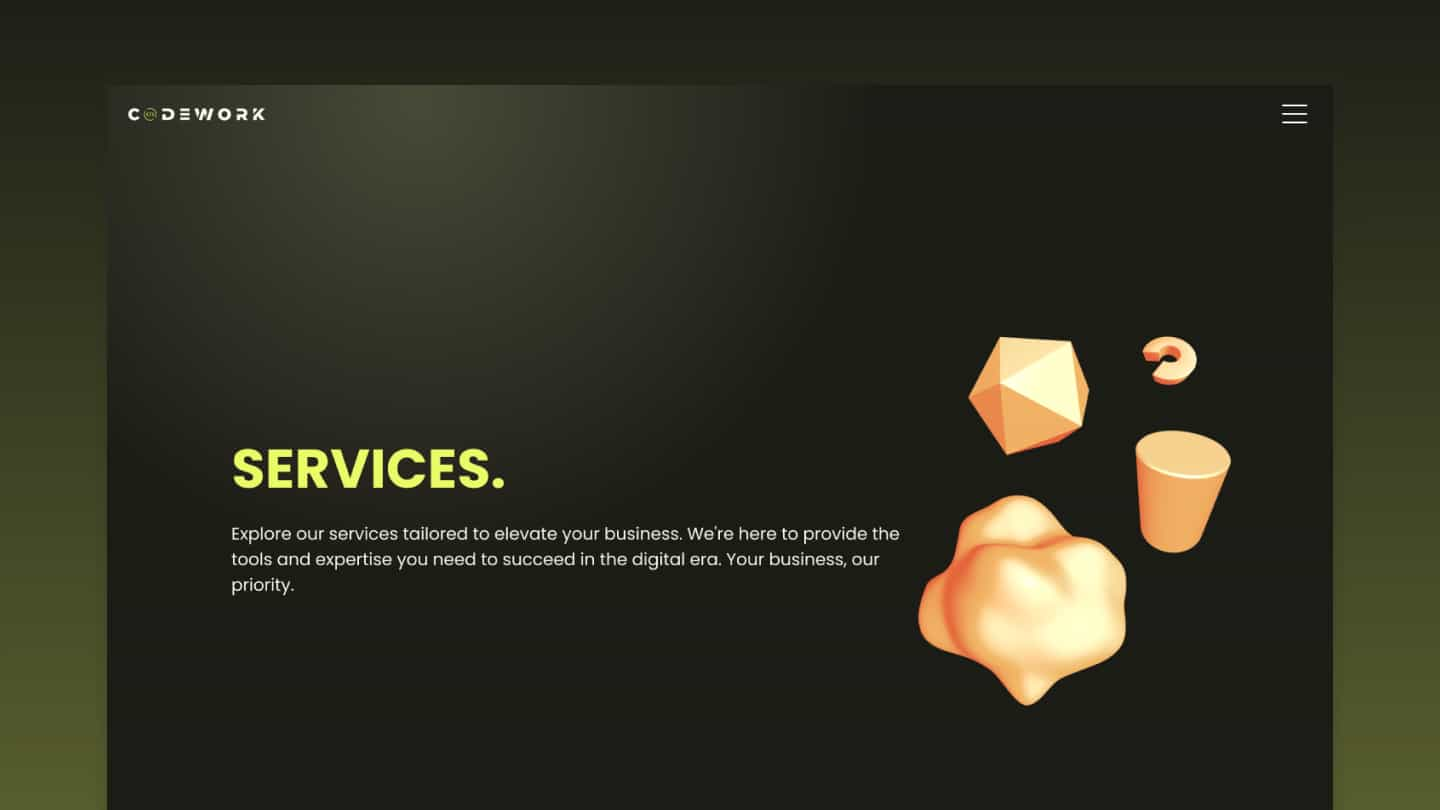 CODEWORK
SERVICES.
Explore our services tailored to elevate your business. We're here to provide the
tools and expertise you need to succeed in the digital era. Your business, our
priority.